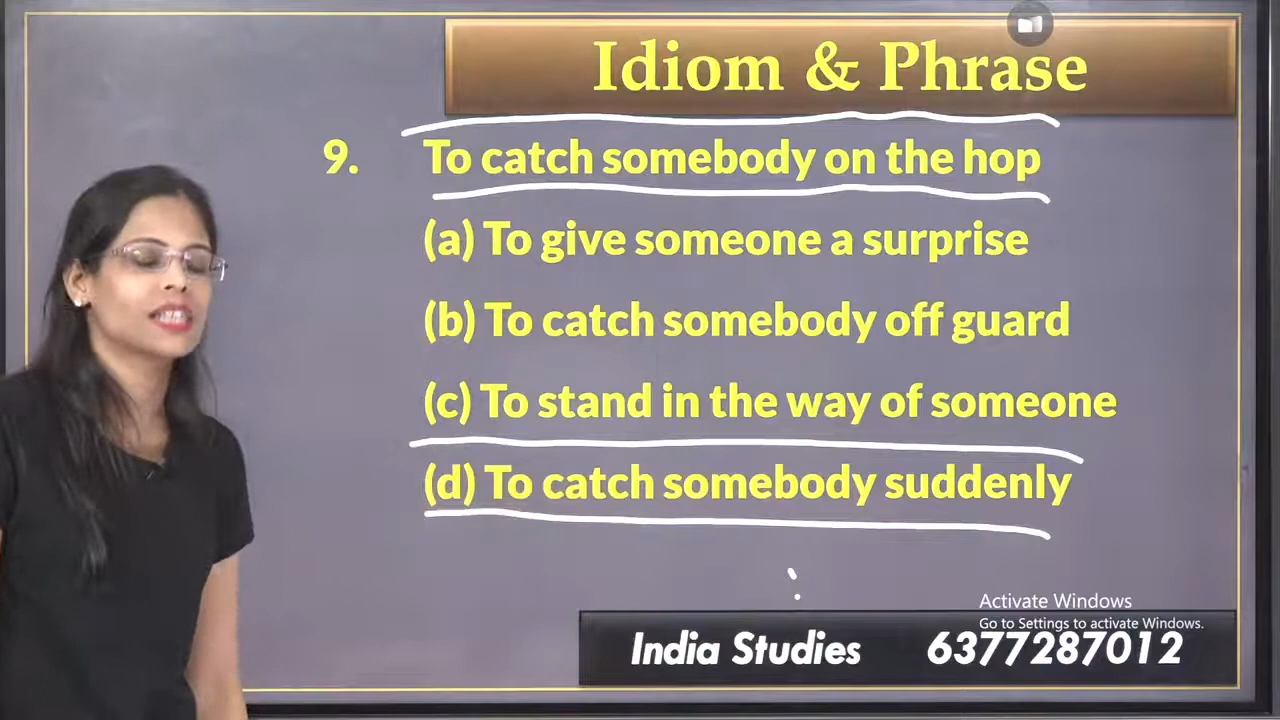 Idiom & Phrase
9. To catch somebody on the hop
(a) To give someone a surprise
(b) To catch somebody off guard
(c) To stand in the way of someone
(d) To catch somebody suddenly
Activate Windows
Go to Settings to activate Windows.
India Studies 6377287012